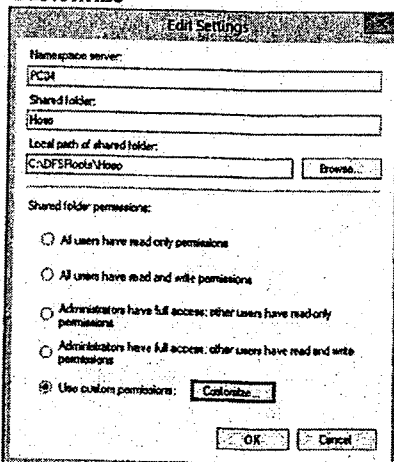 Edit Settings
Namespace server:
PC04
Shared folder:
Hoso
Local path of shared folder:
C:\DFSRoots\Hoso
Browse...
Shared folder permissions:
All users have read-only permissions
All users have read and write permissions
Administrators have full access; other users have read-only
permissions
Administrators have full access; other users have read and write
permissions
Use custom permissions:
Customize...
OK
Cancel